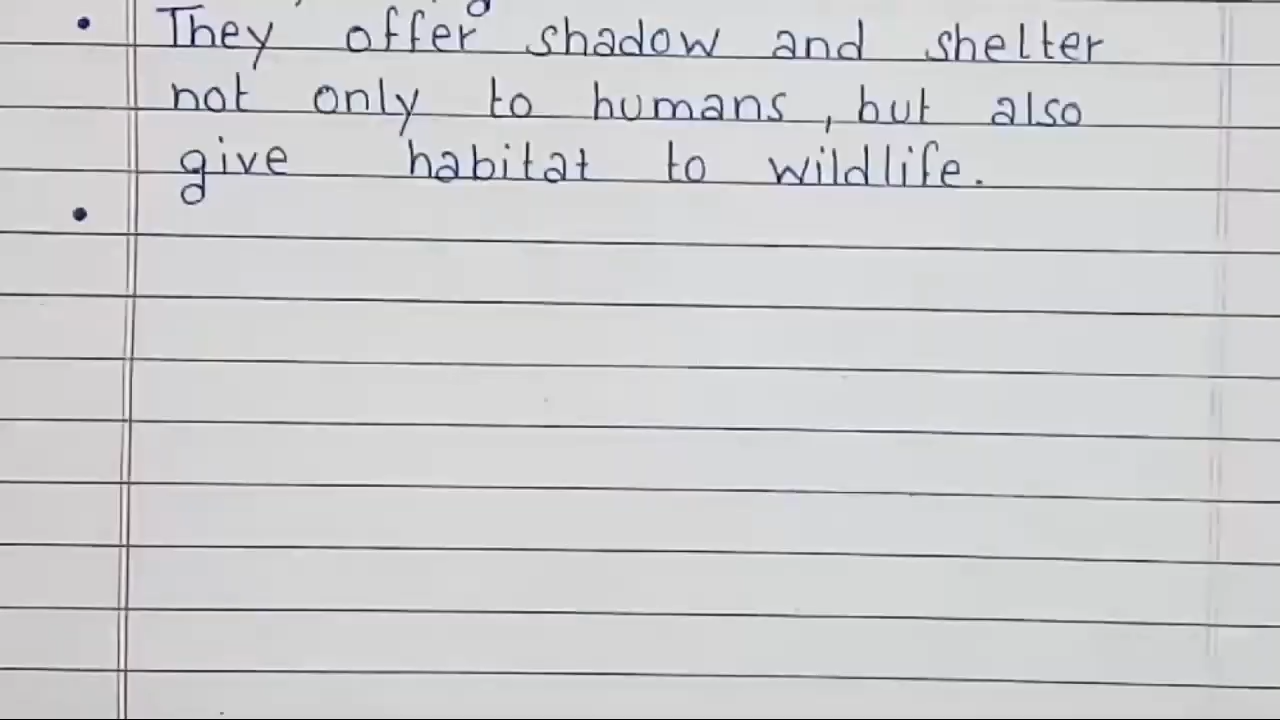 • They offer shadow and shelter
not only to humans, but also
give habitat to wildlife.
•